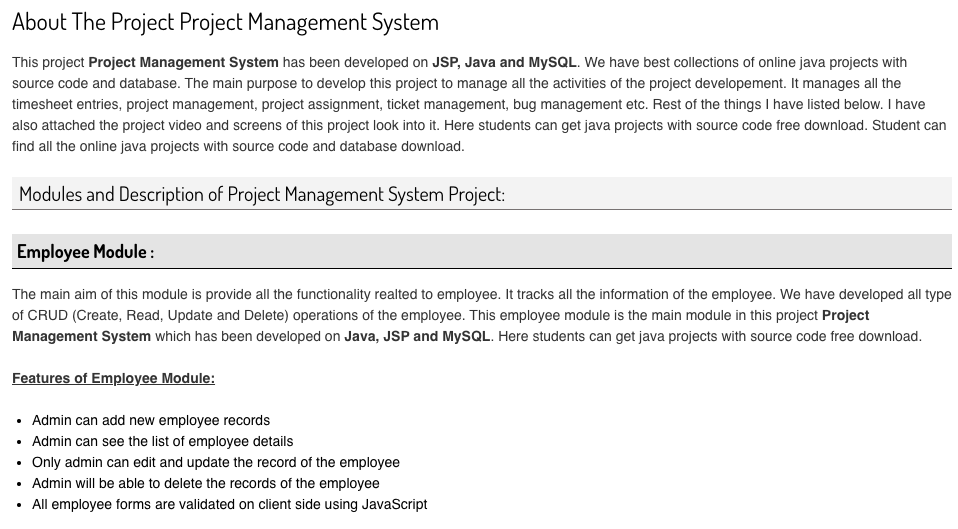 About The Project Project Management System
This project Project Management System has been developed on JSP, Java and MySQL. We have best collections of online java projects with
source code and database. The main purpose to develop this project to manage all the activities of the project developement. It manages all the
timesheet entries, project management, project assignment, ticket management, bug management etc. Rest of the things I have listed below. I have
also attached the project video and screens of this project look into it. Here students can get java projects with source code free download. Student can
find all the online java projects with source code and database download.
Modules and Description of Project Management System Project:
Employee Module :
The main aim of this module is provide all the functionality realted to employee. It tracks all the information of the employee. We have developed all type
of CRUD (Create, Read, Update and Delete) operations of the employee. This employee module is the main module in this project Project
Management System which has been developed on Java, JSP and MySQL. Here students can get java projects with source code free download.
Features of Employee Module:
• Admin can add new employee records
• Admin can see the list of employee details
• Only admin can edit and update the record of the employee
• Admin will be able to delete the records of the employee
• All employee forms are validated on client side using JavaScript